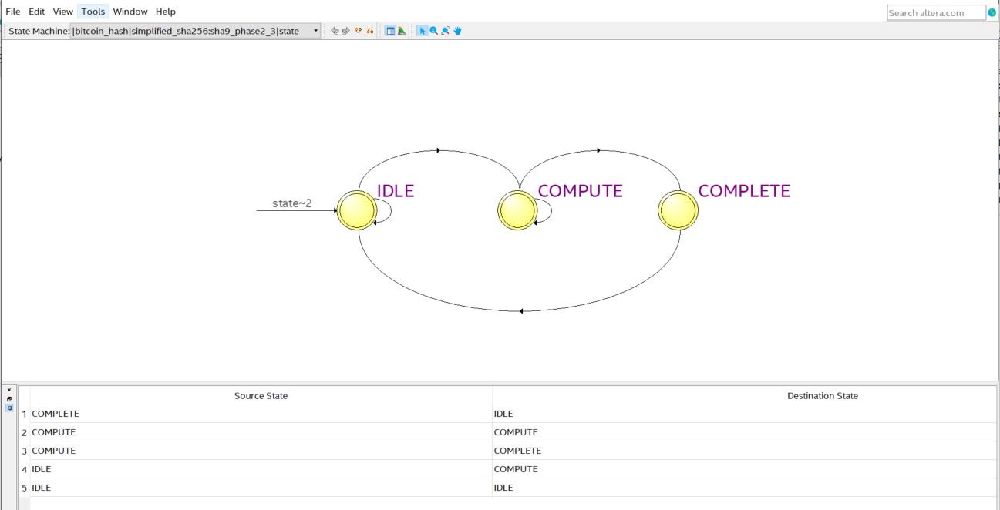 File Edit View Tools Window Help
Search altera.com
State Machine: |bitcoin_hash|simplified_sha256:sha9_phase2_3|state
IDLE COMPUTE COMPLETE
state~2
Source State Destination State
1 COMPLETE IDLE
2 COMPUTE COMPUTE
3 COMPUTE COMPLETE
4 IDLE COMPUTE
5 IDLE IDLE